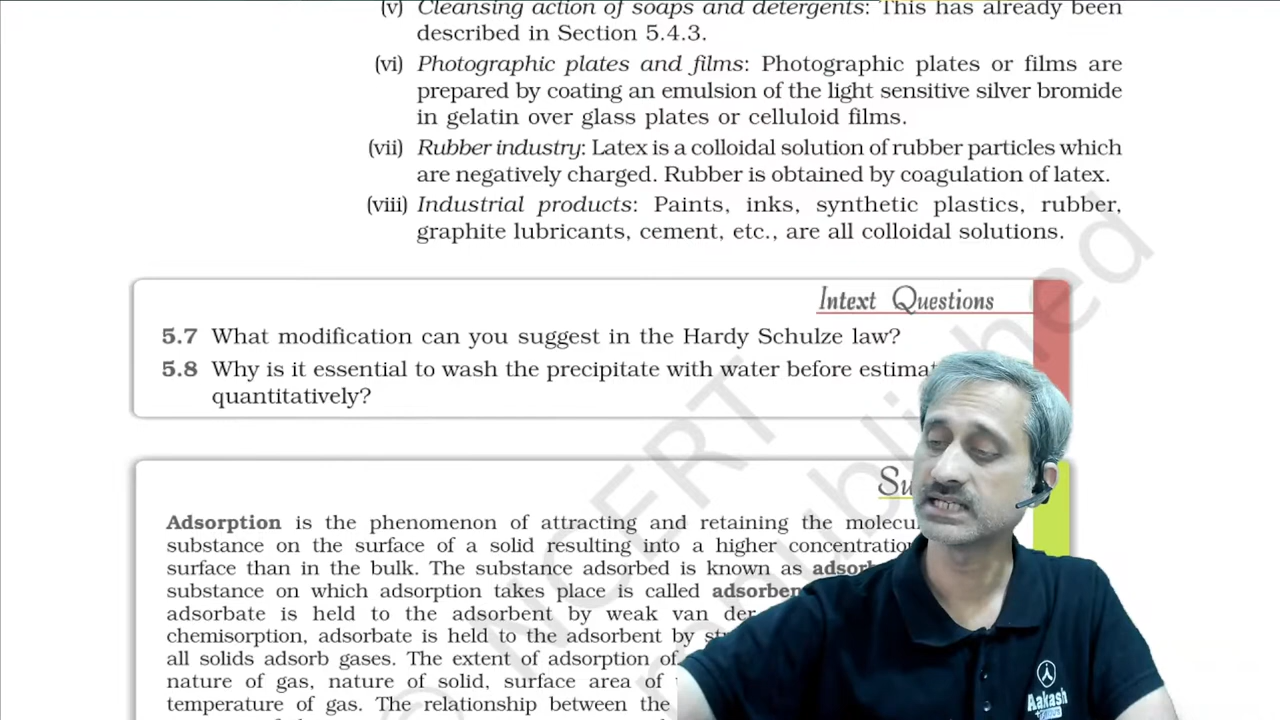 (v) Cleansing action of soaps and detergents: This has already been
described in Section 5.4.3.
(vi) Photographic plates and films: Photographic plates or films are
prepared by coating an emulsion of the light sensitive silver bromide
in gelatin over glass plates or celluloid films.
(vii) Rubber industry: Latex is a colloidal solution of rubber particles which
are negatively charged. Rubber is obtained by coagulation of latex.
(viii) Industrial products: Paints, inks, synthetic plastics, rubber,
graphite lubricants, cement, etc., are all colloidal solutions.
Intext Questions
5.7 What modification can you suggest in the Hardy Schulze law?
5.8 Why is it essential to wash the precipitate with water before
quantitatively?
Adsorption is the phenomenon of attracting and retaining the
substance on the surface of a solid resulting into a higher
surface than in the bulk. The substance adsorbed is known as
substance on which adsorption takes place is called
adsorbate is held to the adsorbent by weak van der
chemisorption, adsorbate is held to the adsorbent by
all solids adsorb gases. The extent of adsorption of
nature of gas, nature of solid, surface area of
temperature of gas. The relationship between the
© NCERT
Aakash